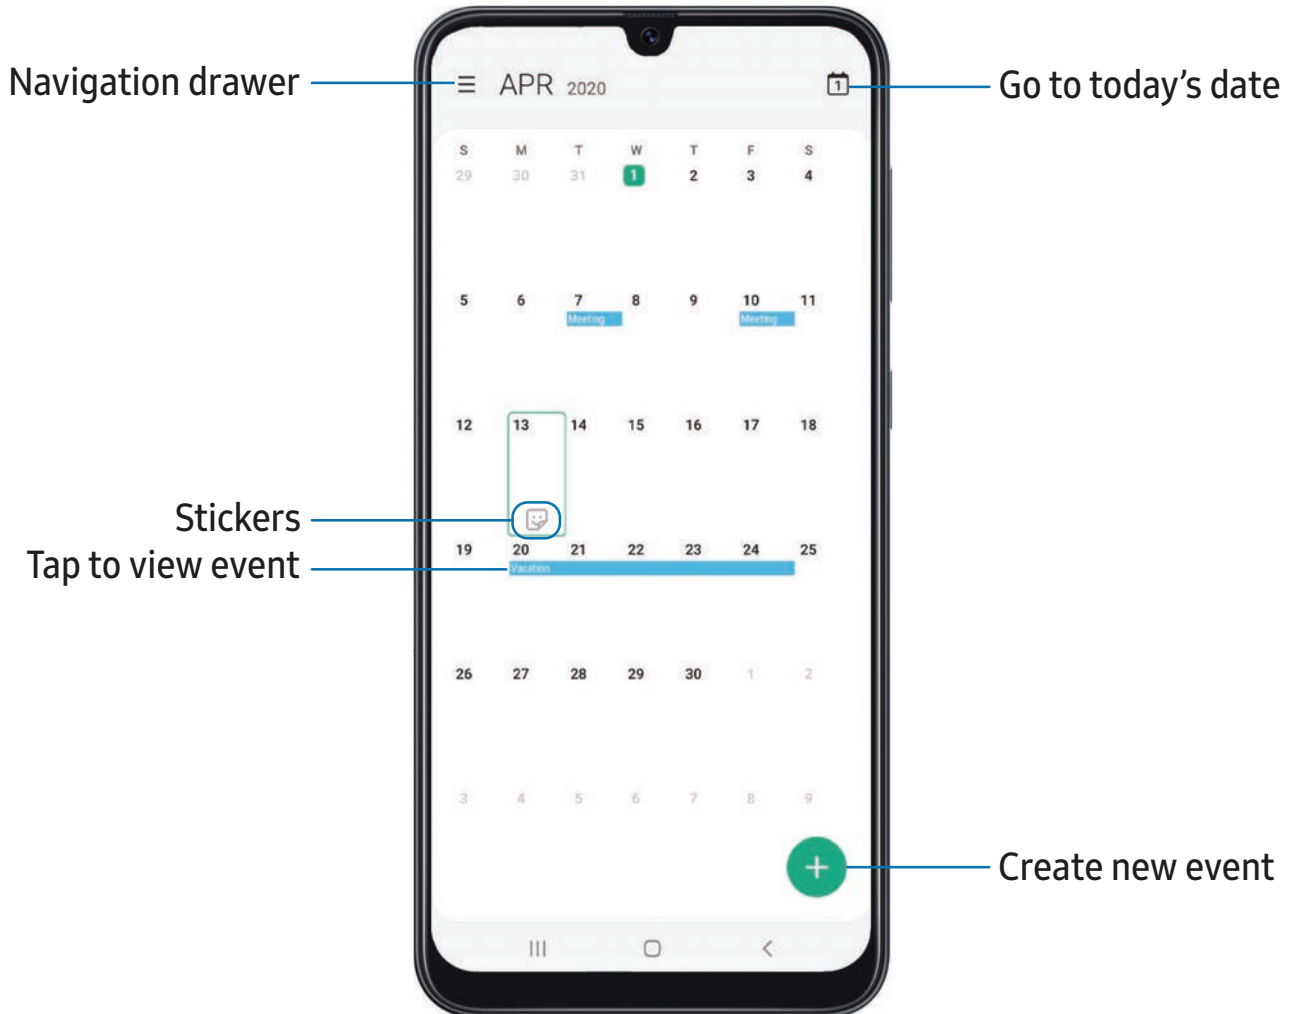 Navigation drawer
APR 2020
1
Go to today's date
S M T W T F S
29 30 31 1 2 3 4
5 6 7 8 9 10 11
Meeting Meeting
12 13 14 15 16 17 18
Stickers
Tap to view event
19 20 21 22 23 24 25
Vacation
26 27 28 29 30 1 2
3 4 5 6 7 8 9
Create new event